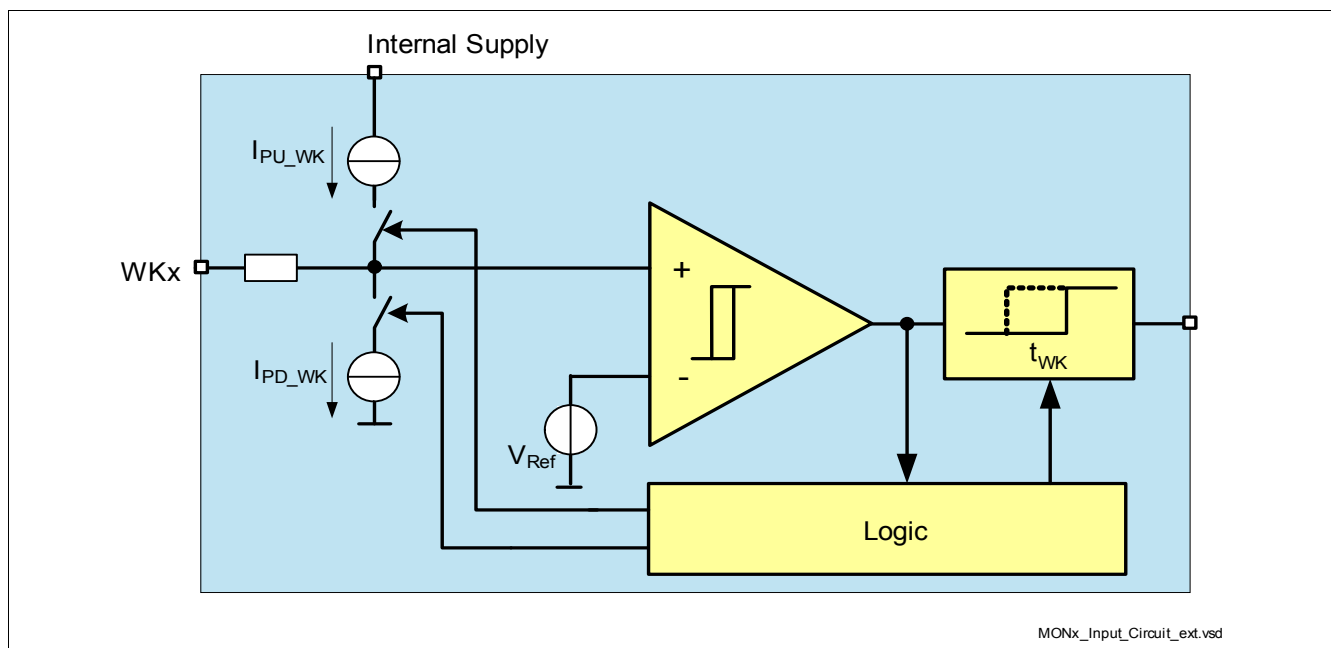 Internal Supply
IPU_WK
WKx
+
IPD_WK
-
tWK
VRef
Logic
MONx_Input_Circuit_ext.vsd